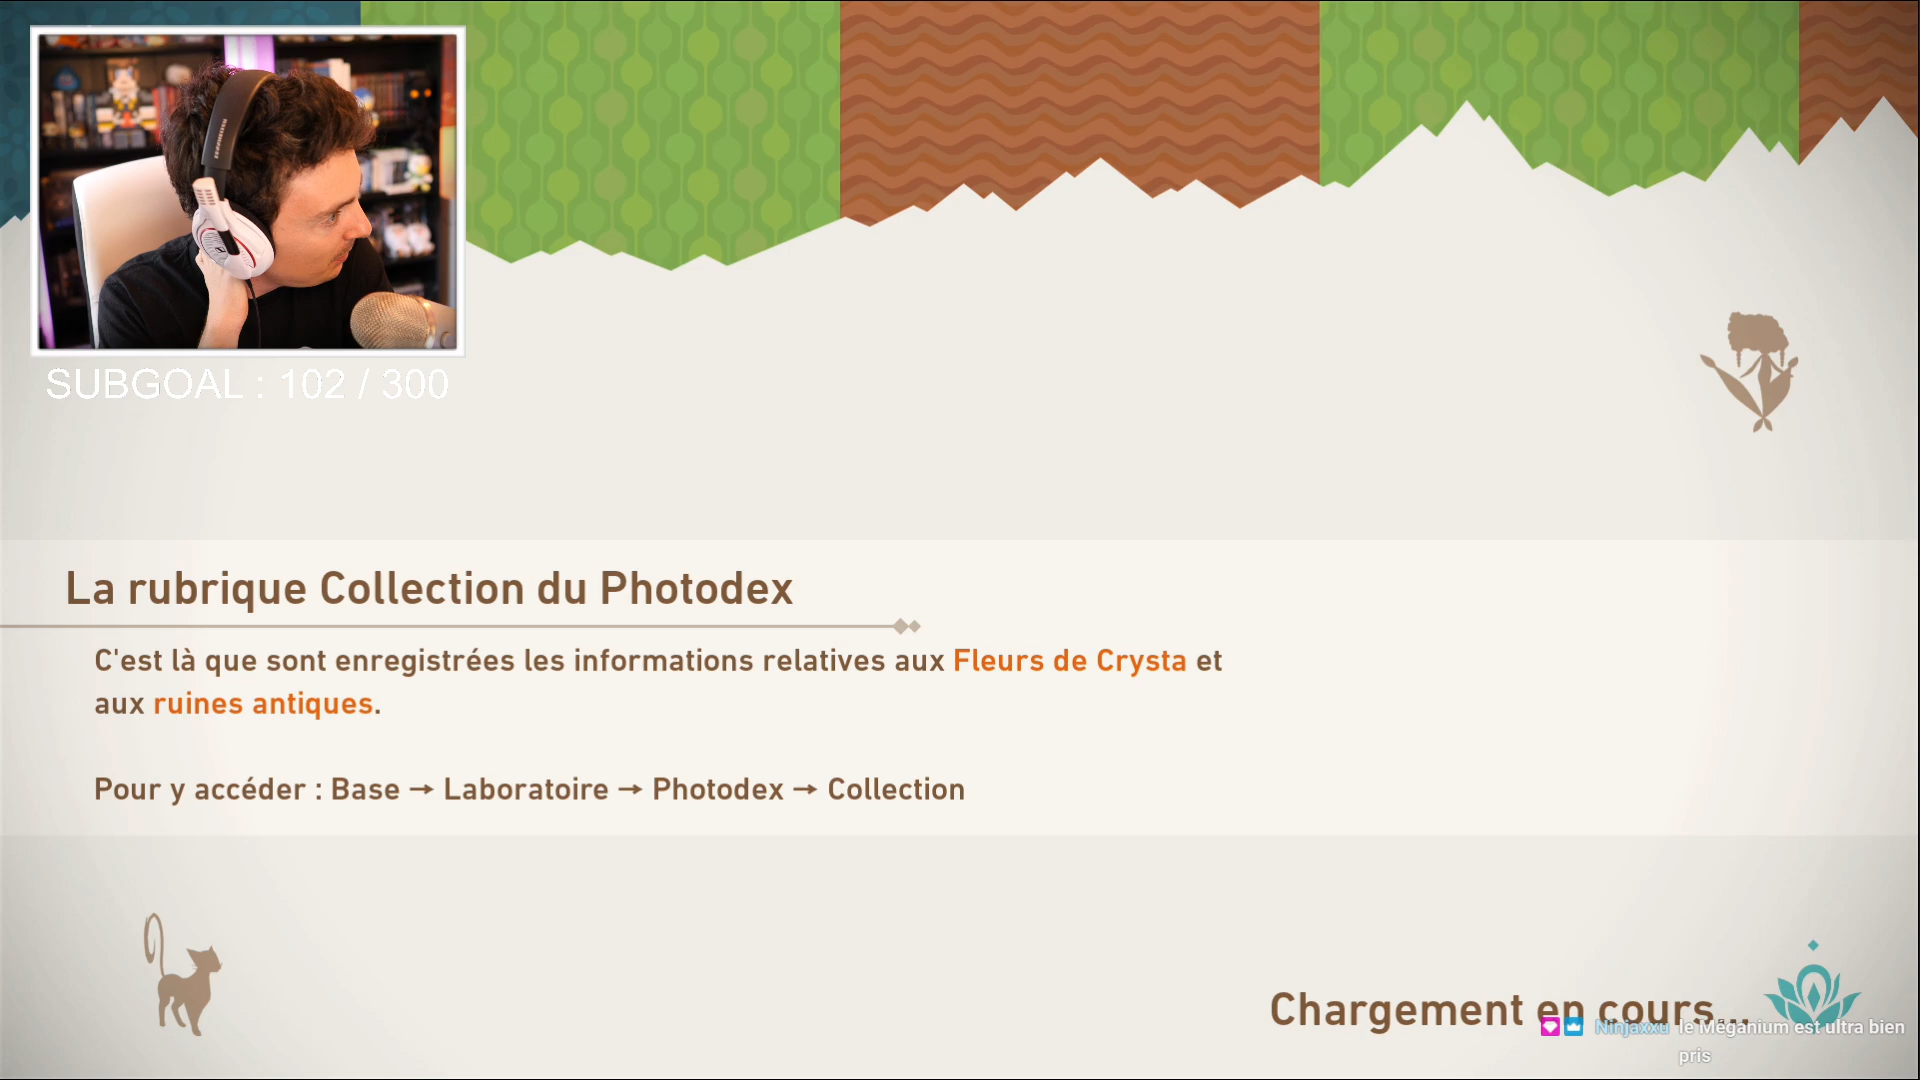 SUBGOAL : 102 / 300
La rubrique Collection du Photodex
C'est là que sont enregistrées les informations relatives aux Fleurs de Crysta et
aux ruines antiques.
Pour y accéder : Base → Laboratoire → Photodex → Collection
Chargement en cours...
Ninjaxxu le Méganium est ultra bien
pris